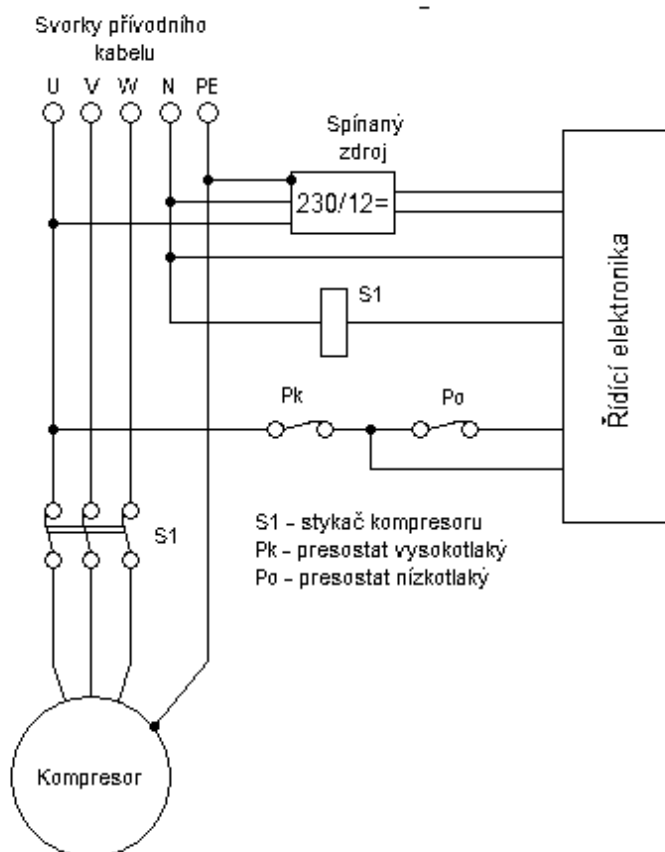 Svorky přívodního
kabelu
U V W N PE
Spínaný
zdroj
230/12=
S1
Řídící elektronika
Pk
Po
S1
S1 - stykač kompresoru
Pk - presostat vysokotlaký
Po - presostat nízkotlaký
Kompresor